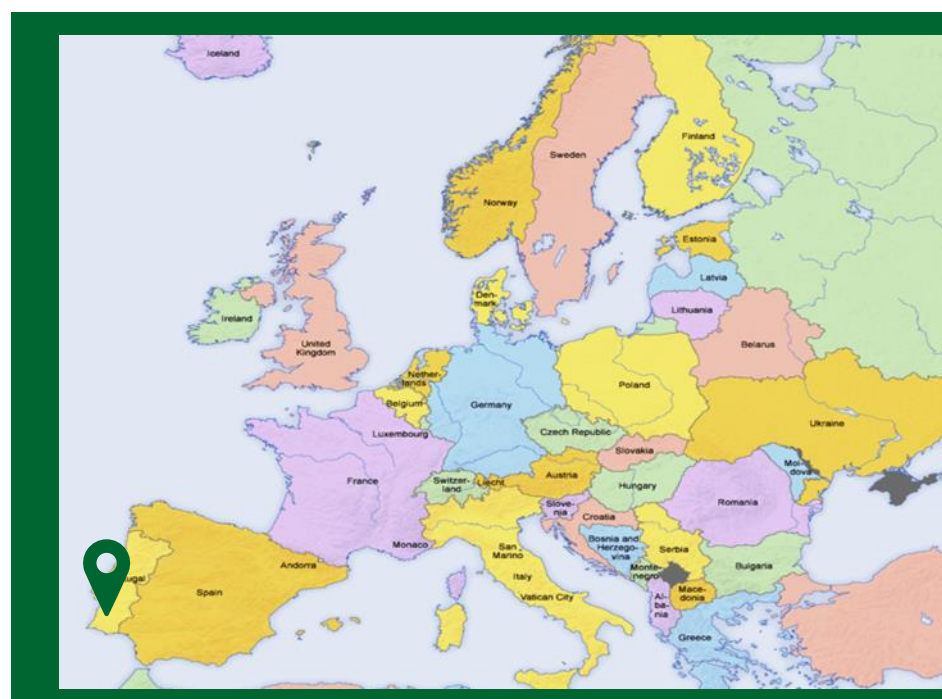 Iceland
Finland
Sweden
Norway
Estonia
Latvia
Den-
mark
Lithuania
Ireland
United
Kingdom
Belarus
Nether-
lands
Poland
Belgium
Germany
Ukraine
Luxembourg
Czech Republic
Slovakia
Mol-
dova
France
Switzer-
land
Liecht
Austria
Hungary
Romania
Slove-
nia
Croatia
Monaco
San
Marino
Bosnia and
Herzego-
vina
Serbia
Andorra
Italy
Monte-
negro
Bulgaria
ugal
Spain
Vatican City
Al-
ba-
nia
Mace-
donia
Greece